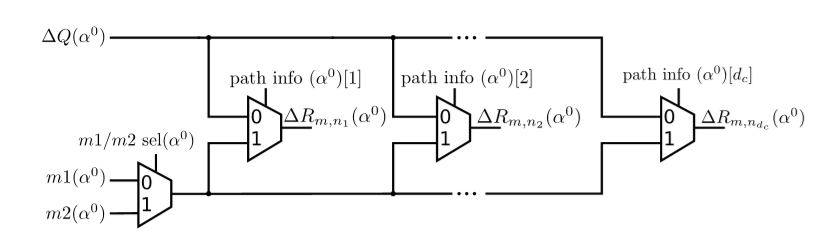 ΔQ(α⁰)
...
...
path info (α⁰)[1]
path info (α⁰)[2]
path info (α⁰)[d_c]
0
1
ΔR_{m,n_1}(α⁰)
0
1
ΔR_{m,n_2}(α⁰)
0
1
ΔR_{m,n_{d_c}}(α⁰)
m1/m2 sel(α⁰)
m1(α⁰)
0
m2(α⁰)
1
...